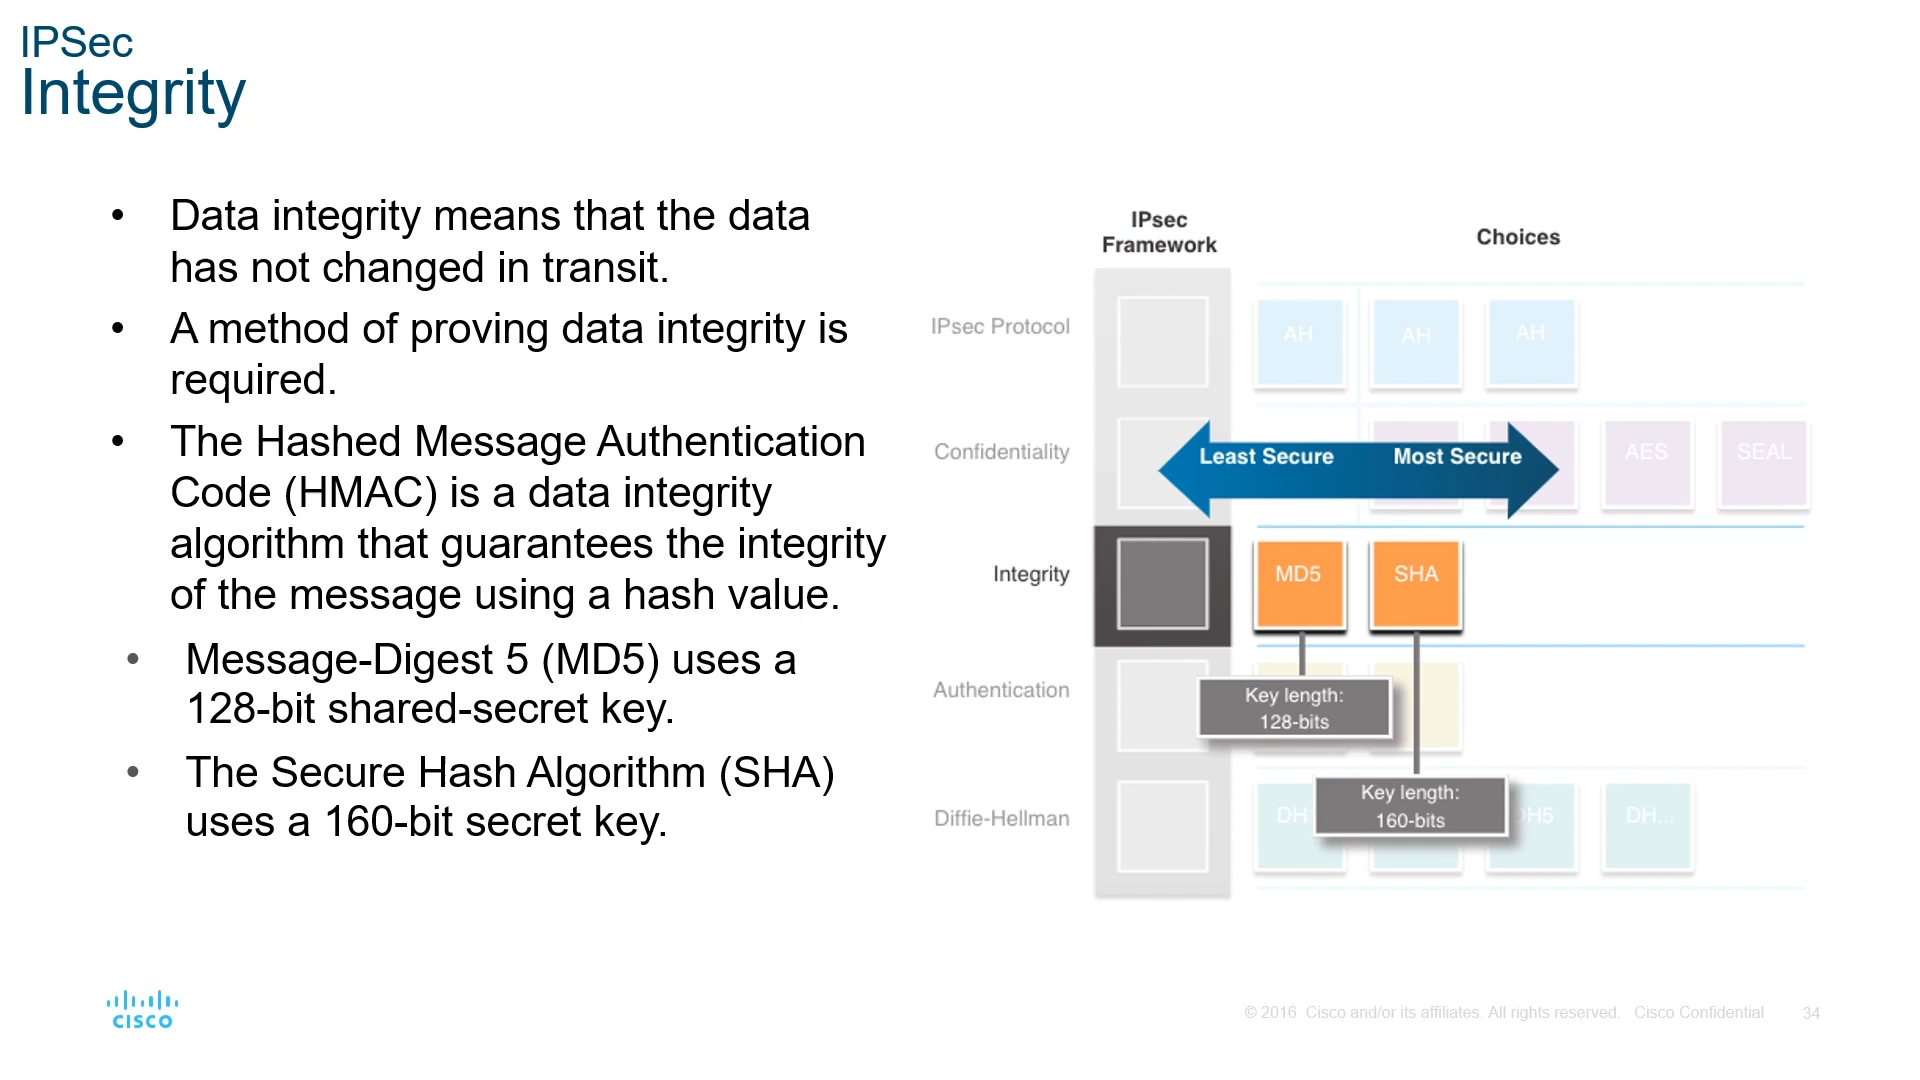 IPSec
Integrity
• Data integrity means that the data
has not changed in transit.
• A method of proving data integrity is
required.
• The Hashed Message Authentication
Code (HMAC) is a data integrity
algorithm that guarantees the integrity
of the message using a hash value.
• Message-Digest 5 (MD5) uses a
128-bit shared-secret key.
• The Secure Hash Algorithm (SHA)
uses a 160-bit secret key.
IPsec
Framework
Choices
IPsec Protocol
AH AH AH
Confidentiality
Least Secure Most Secure
AES SEAL
Integrity
MD5 SHA
Authentication
Key length:
128-bits
Diffie-Hellman
Key length:
160-bits
DH5 DH...
CISCO
© 2016 Cisco and/or its affiliates. All rights reserved. Cisco Confidential 34